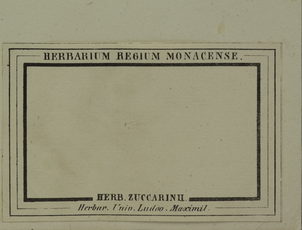 HERBARIUM REGIUM MONACENSE.
HERB. ZUCCARINII.
Herbar. Univ. Ludov. Maximil.